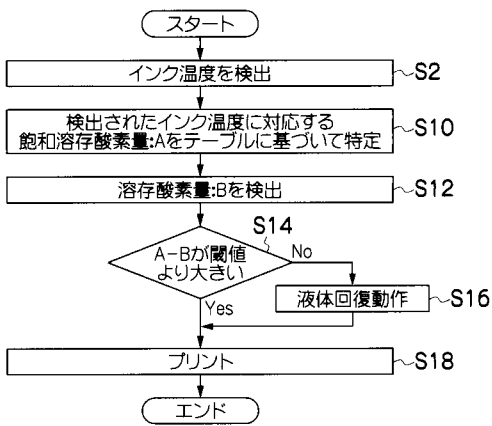 スタート
インク温度を検出
S2
検出されたインク温度に対応する
飽和溶存酸素量:Aをテーブルに基づいて特定
S10
溶存酸素量:Bを検出
S12
S14
A-Bが閾値
より大きい
No
Yes
液体回復動作
S16
プリント
S18
エンド